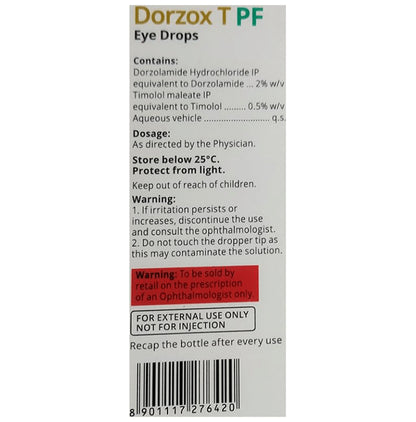 Dorzox T PF
Eye Drops
Contains:
Dorzolamide Hydrochloride IP
equivalent to Dorzolamide ... 2% w/v
Timolol maleate IP
equivalent to Timolol ......... 0.5% w/v
Aqueous vehicle ........................... q.s.
Dosage:
As directed by the Physician.
Store below 25°C.
Protect from light.
Keep out of reach of children.
Warning:
1. If irritation persists or
increases, discontinue the use
and consult the ophthalmologist.
2. Do not touch the dropper tip as
this may contaminate the solution.
Warning: To be sold by
retail on the prescription
of an Ophthalmologist only.
FOR EXTERNAL USE ONLY
NOT FOR INJECTION
Recap the bottle after every use
8 901117 276420